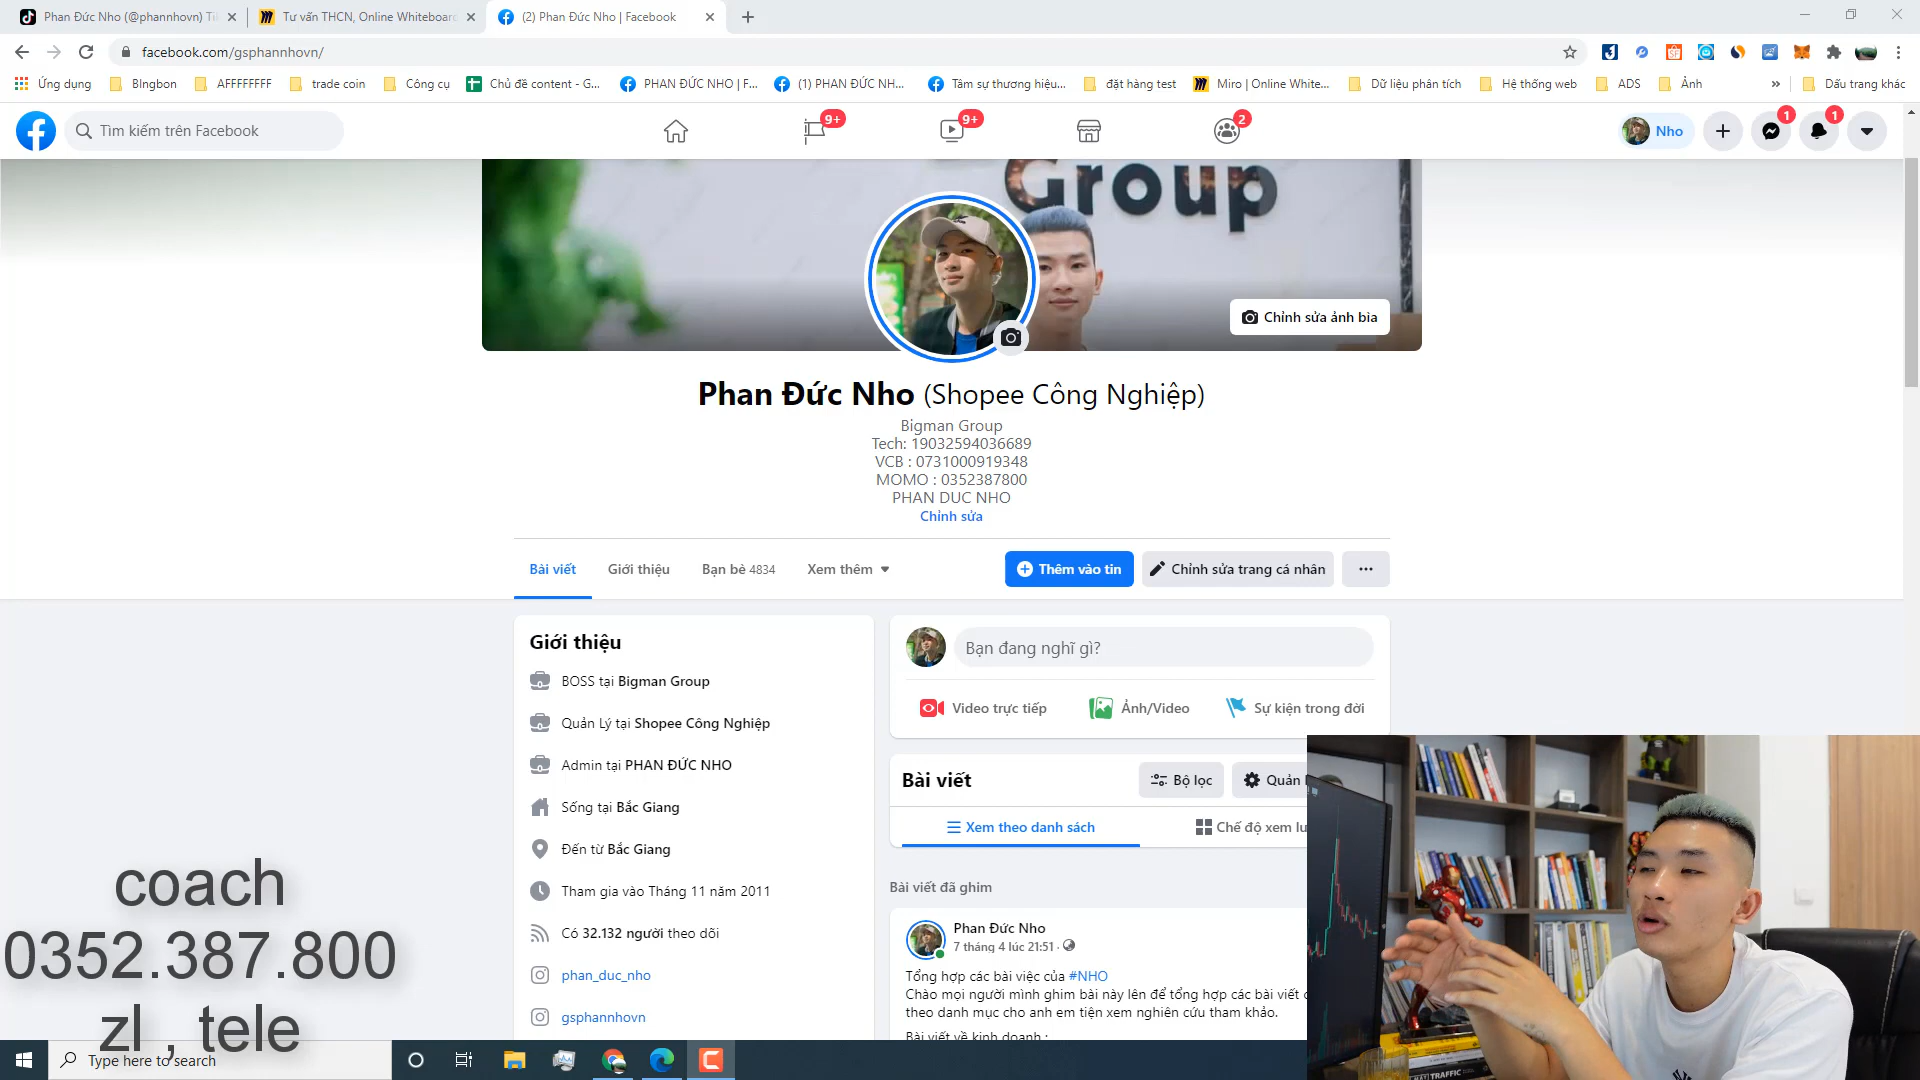 Phan Đức Nho (@phannhovn) Ti
Tư vấn THCN, Online Whiteboard
(2) Phan Đức Nho | Facebook
facebook.com/gsphannhovn/
Ứng dụng
BIngbon
AFFFFFFFF
trade coin
Công cụ
Chủ đề content - G...
PHAN ĐỨC NHO | F...
(1) PHAN ĐỨC NH...
Tâm sự thương hiệu...
đặt hàng test
Miro | Online White...
Dữ liệu phân tích
Hệ thống web
ADS
Ảnh
»
Dấu trang khác
Tìm kiếm trên Facebook
9+
9+
2
Nho
1
1
Group
Chỉnh sửa ảnh bìa
Phan Đức Nho (Shopee Công Nghiệp)
Bigman Group
Tech: 19032594036689
VCB : 0731000919348
MOMO : 0352387800
PHAN DUC NHO
Chỉnh sửa
Bài viết
Giới thiệu
Bạn bè 4834
Xem thêm
Thêm vào tin
Chỉnh sửa trang cá nhân
Giới thiệu
BOSS tại Bigman Group
Quản Lý tại Shopee Công Nghiệp
Admin tại PHAN ĐỨC NHO
Sống tại Bắc Giang
Đến từ Bắc Giang
Tham gia vào Tháng 11 năm 2011
Có 32.132 người theo dõi
phan_duc_nho
gsphannhovn
Bạn đang nghĩ gì?
Video trực tiếp
Ảnh/Video
Sự kiện trong đời
Bài viết
Bộ lọc
Quản
Xem theo danh sách
Chế độ xem lư
Bài viết đã ghim
Phan Đức Nho
7 tháng 4 lúc 21:51 ·
Tổng hợp các bài việc của #NHO
Chào mọi người mình ghim bài này lên để tổng hợp các bài viết
theo danh mục cho anh em tiện xem nghiên cứu tham khảo.
Bài viết về kinh doanh :
coach
0352.387.800
zl , tele
Type here to search
TRAFFIC